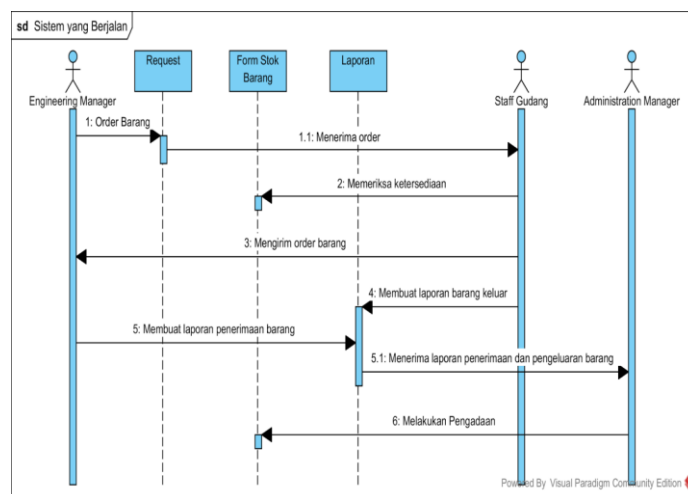 sd Sistem yang Berjalan
Request
Form Stok
Barang
Laporan
Engineering Manager
Staff Gudang
Administration Manager
1: Order Barang
1.1: Menerima order
2: Memeriksa ketersediaan
3: Mengirim order barang
4: Membuat laporan barang keluar
5: Membuat laporan penerimaan barang
5.1: Menerima laporan penerimaan dan pengeluaran barang
6: Melakukan Pengadaan
Powered By Visual Paradigm Community Edition